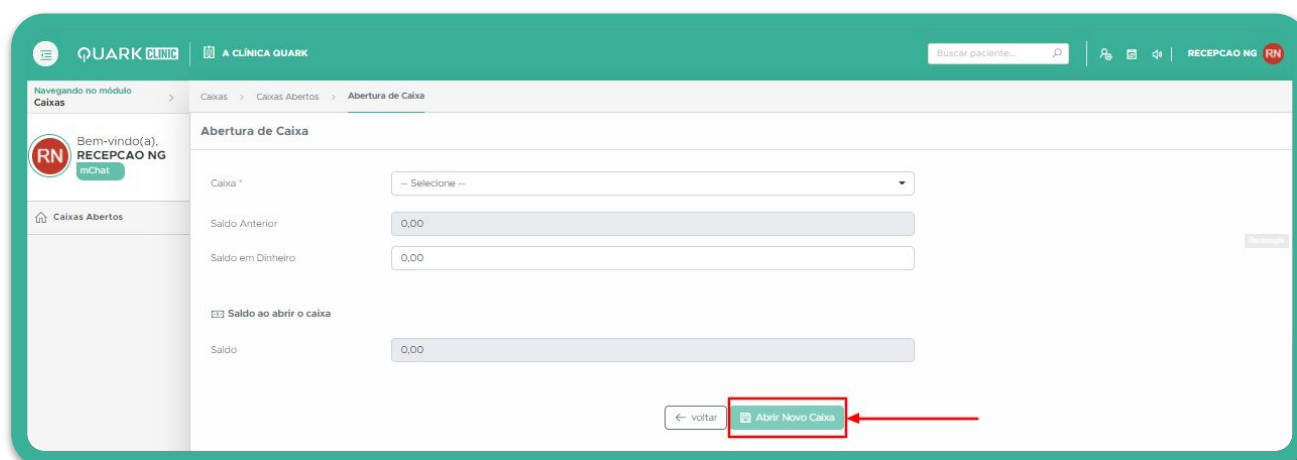 QUARK CLINIC
A CLÍNICA QUARK
Buscar paciente...
RECEPCAO NG RN
Navegando no módulo
Caixas
Caixas > Caixas Abertos > Abertura de Caixa
RN
Bem-vindo(a),
RECEPCAO NG
mChat
Caixas Abertos
Abertura de Caixa
Caixa *
-- Selecione --
Saldo Anterior
0,00
Saldo em Dinheiro
0,00
Saldo ao abrir o caixa
Saldo
0,00
← voltar
Abrir Novo Caixa